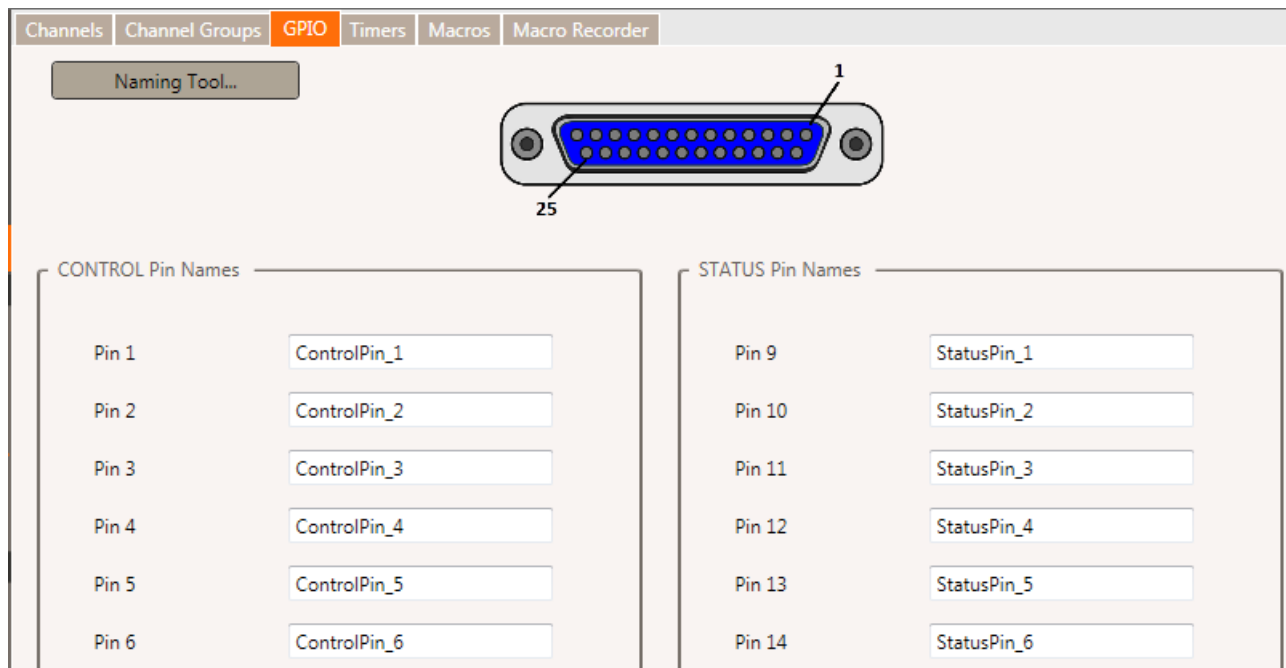 Channels Channel Groups GPIO Timers Macros Macro Recorder
Naming Tool...
1
25
CONTROL Pin Names
Pin 1 ControlPin_1
Pin 2 ControlPin_2
Pin 3 ControlPin_3
Pin 4 ControlPin_4
Pin 5 ControlPin_5
Pin 6 ControlPin_6
STATUS Pin Names
Pin 9 StatusPin_1
Pin 10 StatusPin_2
Pin 11 StatusPin_3
Pin 12 StatusPin_4
Pin 13 StatusPin_5
Pin 14 StatusPin_6